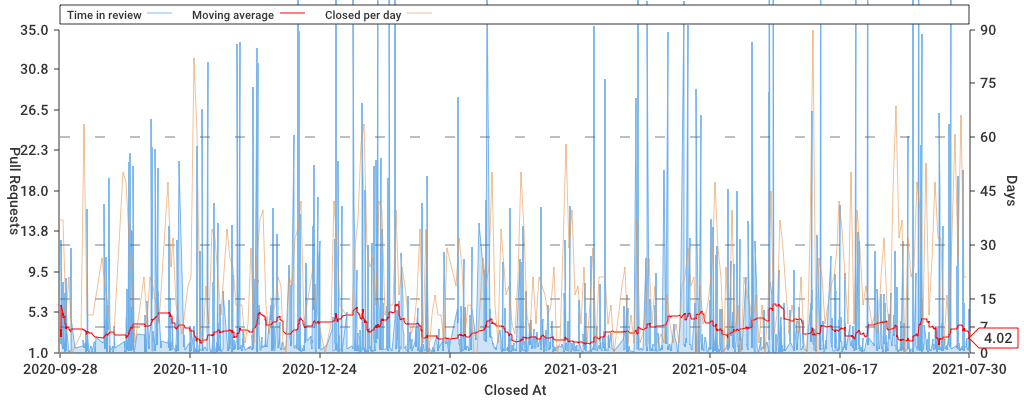 Time in review Moving average Closed per day
35.0 90
30.8 75
26.5
60
22.3
18.0 45
13.8
30
9.5
15
5.3
7
4.02
1.0 0
Pull Requests
Days
2020-09-28 2020-11-10 2020-12-24 2021-02-06 2021-03-21 2021-05-04 2021-06-17 2021-07-30
Closed At